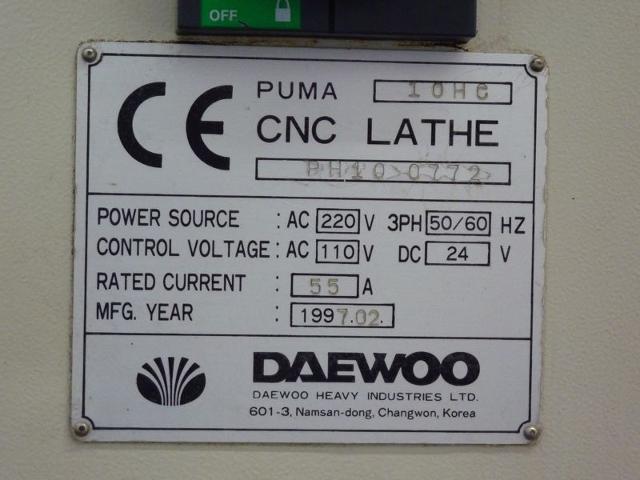 OFF
CE PUMA 10HC
CNC LATHE
PH10-0772
POWER SOURCE : AC 220 V 3PH 50/60 HZ
CONTROL VOLTAGE : AC 110 V DC 24 V
RATED CURRENT : 55 A
MFG. YEAR : 1997.02.
DAEWOO
DAEWOO HEAVY INDUSTRIES LTD.
601-3, Namsan-dong, Changwon, Korea